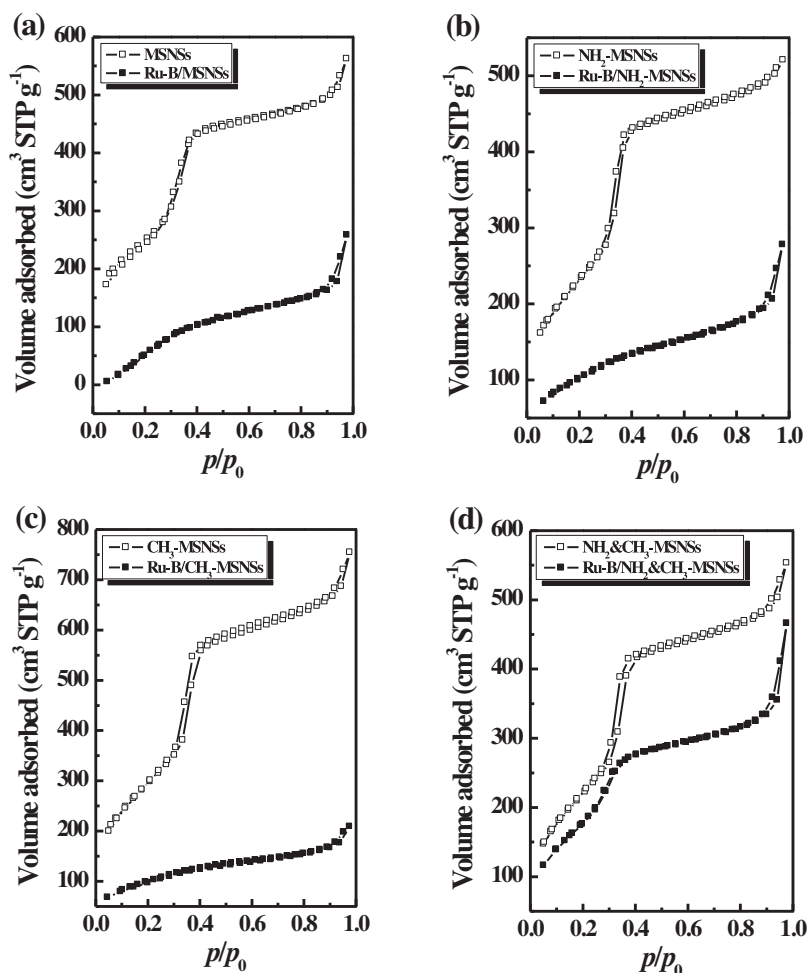 (a)
600
500
400
300
200
100
0
MSNSs
Ru-B/MSNSs
Volume adsorbed (cm³ STP g⁻¹)
0.0 0.2 0.4 0.6 0.8 1.0
p/p₀
(b)
500
400
300
200
100
NH₂-MSNSs
Ru-B/NH₂-MSNSs
Volume adsorbed (cm³ STP g⁻¹)
0.0 0.2 0.4 0.6 0.8 1.0
p/p₀
(c)
800
700
600
500
400
300
200
100
CH₃-MSNSs
Ru-B/CH₃-MSNSs
Volume adsorbed (cm³ STP g⁻¹)
0.0 0.2 0.4 0.6 0.8 1.0
p/p₀
(d)
600
500
400
300
200
100
NH₂&CH₃-MSNSs
Ru-B/NH₂&CH₃-MSNSs
Volume adsorbed (cm³ STP g⁻¹)
0.0 0.2 0.4 0.6 0.8 1.0
p/p₀